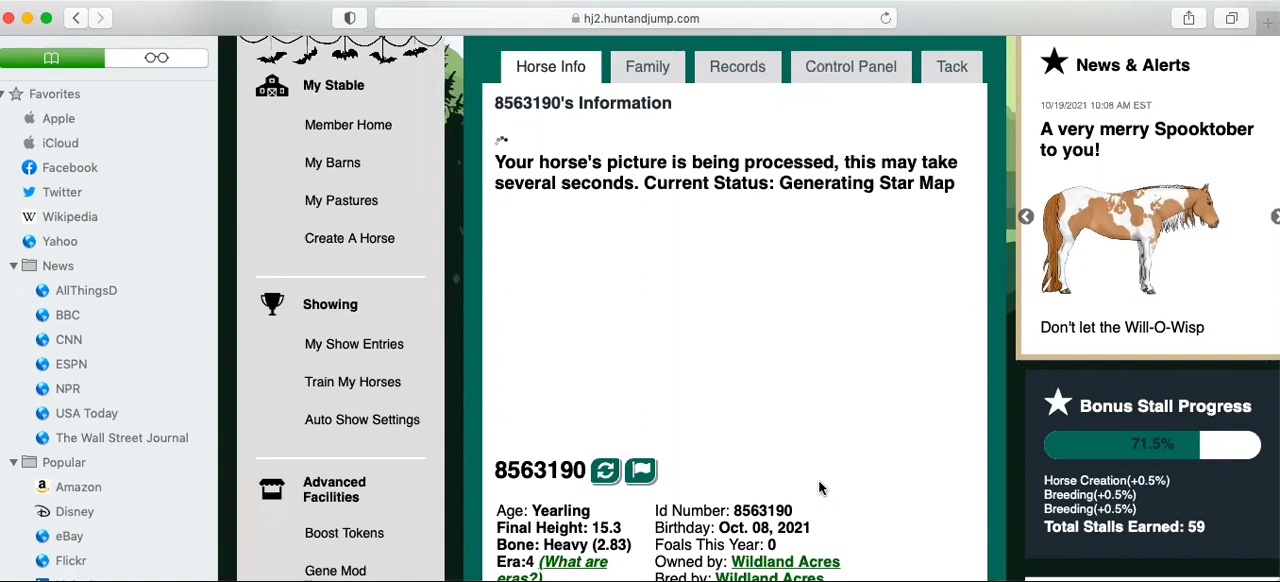 hj2.huntandjump.com
Favorites
Apple
iCloud
Facebook
Twitter
Wikipedia
Yahoo
News
AllThingsD
BBC
CNN
ESPN
NPR
USA Today
The Wall Street Journal
Popular
Amazon
Disney
eBay
Flickr
My Stable
Member Home
My Barns
My Pastures
Create A Horse
Showing
My Show Entries
Train My Horses
Auto Show Settings
Advanced
Facilities
Boost Tokens
Gene Mod
Horse Info
Family
Records
Control Panel
Tack
8563190's Information
Your horse's picture is being processed, this may take
several seconds. Current Status: Generating Star Map
8563190
Age: Yearling
Final Height: 15.3
Bone: Heavy (2.83)
Era:4 (What are
eras?)
Id Number: 8563190
Birthday: Oct. 08, 2021
Foals This Year: 0
Owned by: Wildland Acres
Bred by: Wildland Acres
News & Alerts
10/19/2021 10:08 AM EST
A very merry Spooktober
to you!
Don't let the Will-O-Wisp
Bonus Stall Progress
71.5%
Horse Creation(+0.5%)
Breeding(+0.5%)
Breeding(+0.5%)
Total Stalls Earned: 59